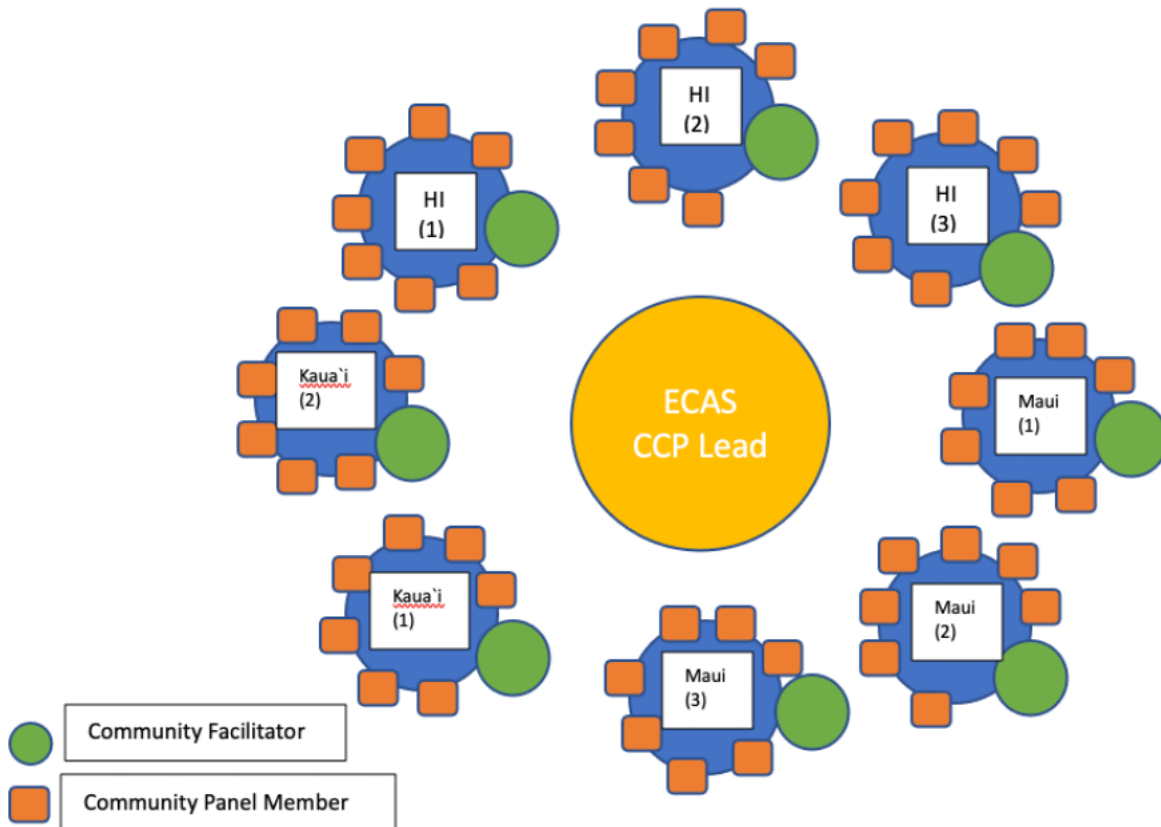 HI
(2)
HI
(1)
HI
(3)
Kaua`i
(2)
ECAS
CCP Lead
Maui
(1)
Kaua`i
(1)
Maui
(3)
Maui
(2)
Community Facilitator
Community Panel Member